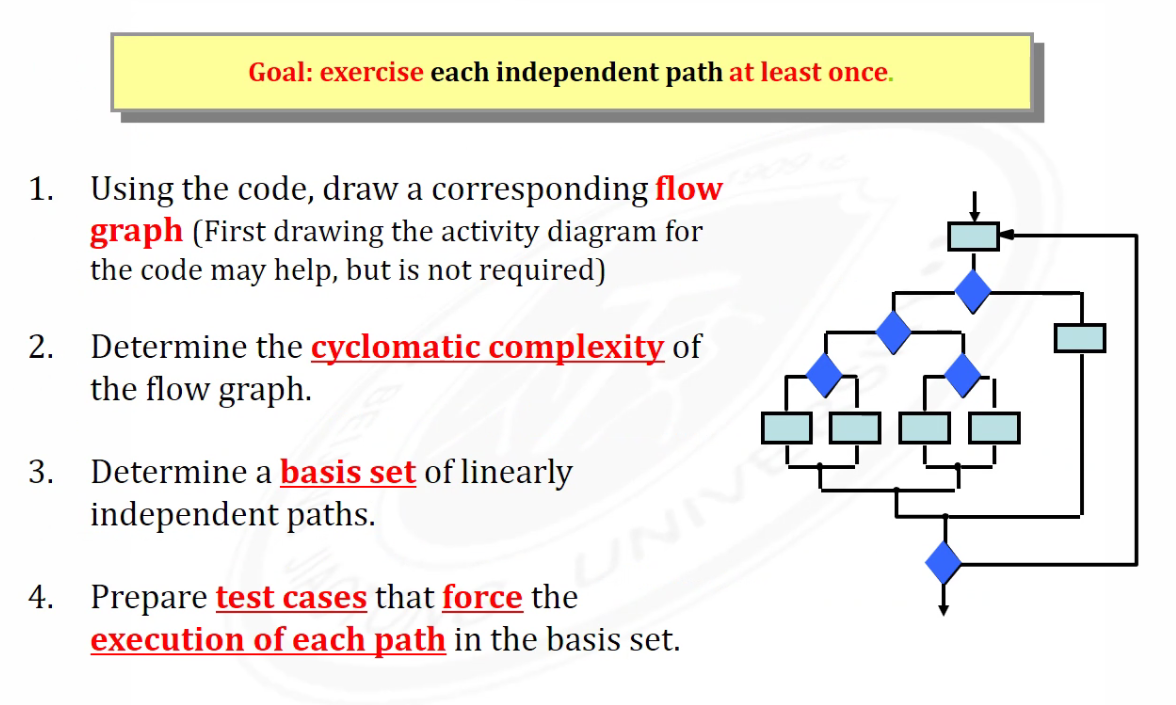 Goal: exercise each independent path at least once.
1. Using the code, draw a corresponding flow
graph (First drawing the activity diagram for
the code may help, but is not required)
2. Determine the cyclomatic complexity of
the flow graph.
3. Determine a basis set of linearly
independent paths.
4. Prepare test cases that force the
execution of each path in the basis set.